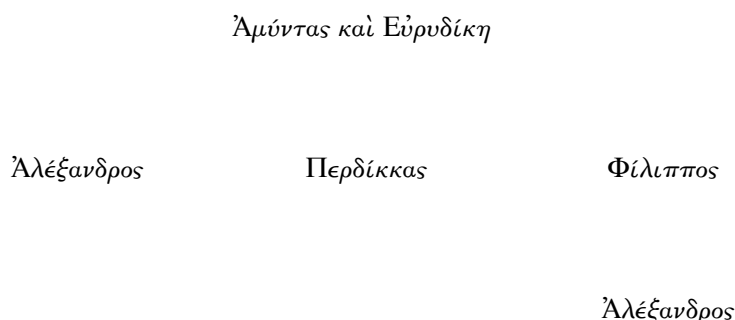 Ἀμύντας καὶ Εὐρυδίκη
Ἀλέξανδρος Περδίκκας Φίλιππος
Ἀλέξανδρος